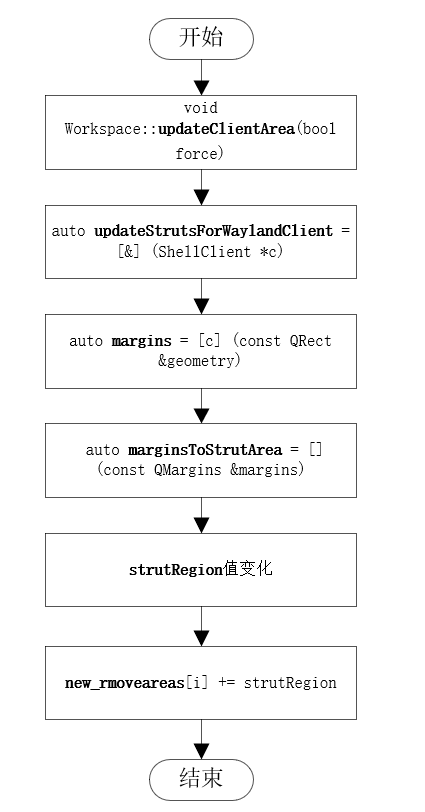 开始
void
Workspace::updateClientArea(bool
force)
auto updateStrutsForWaylandClient =
[&] (ShellClient *c)
auto margins = [c] (const QRect
&geometry)
auto marginsToStrutArea = []
(const QMargins &margins)
strutRegion值变化
new_rmoveareas[i] += strutRegion
结束